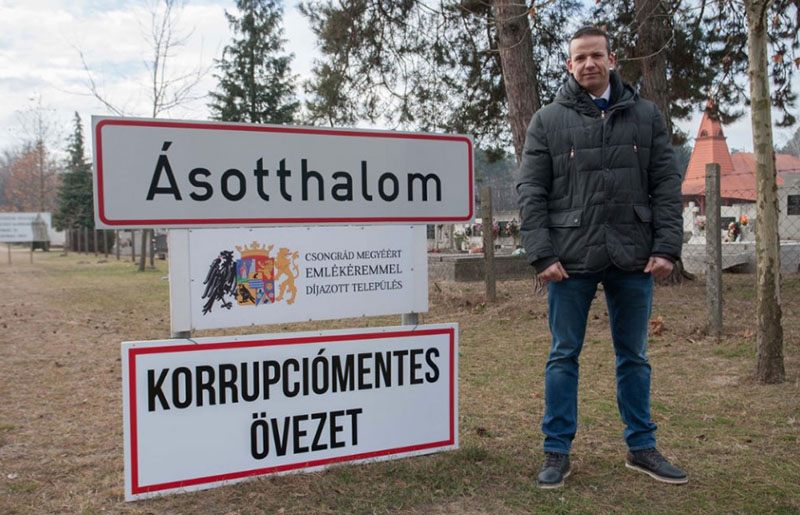 Ásotthalom
CSONGRÁD MEGYÉÉRT
EMLÉKÉREMMEL
DÍJAZOTT TELEPÜLÉS
KORRUPCIÓMENTES
ÖVEZET